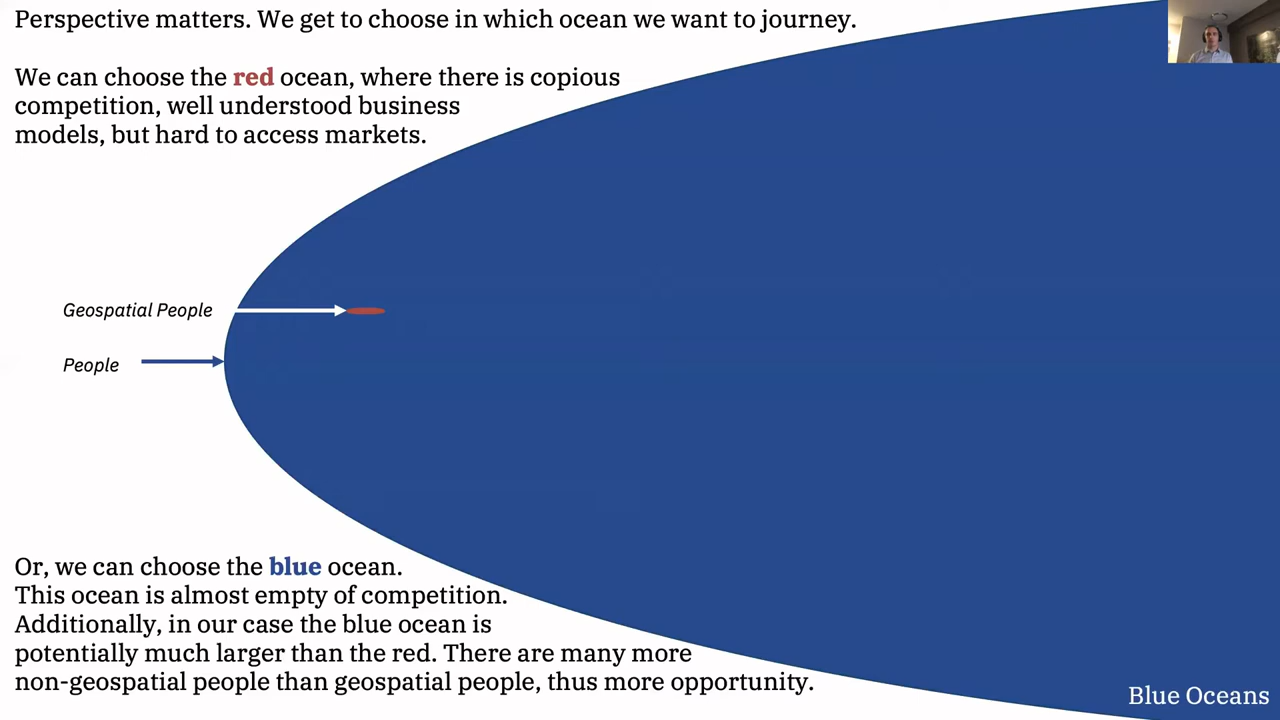 Perspective matters. We get to choose in which ocean we want to journey.
We can choose the red ocean, where there is copious
competition, well understood business
models, but hard to access markets.
Geospatial People
People
Or, we can choose the blue ocean.
This ocean is almost empty of competition.
Additionally, in our case the blue ocean is
potentially much larger than the red. There are many more
non-geospatial people than geospatial people, thus more opportunity.
Blue Oceans